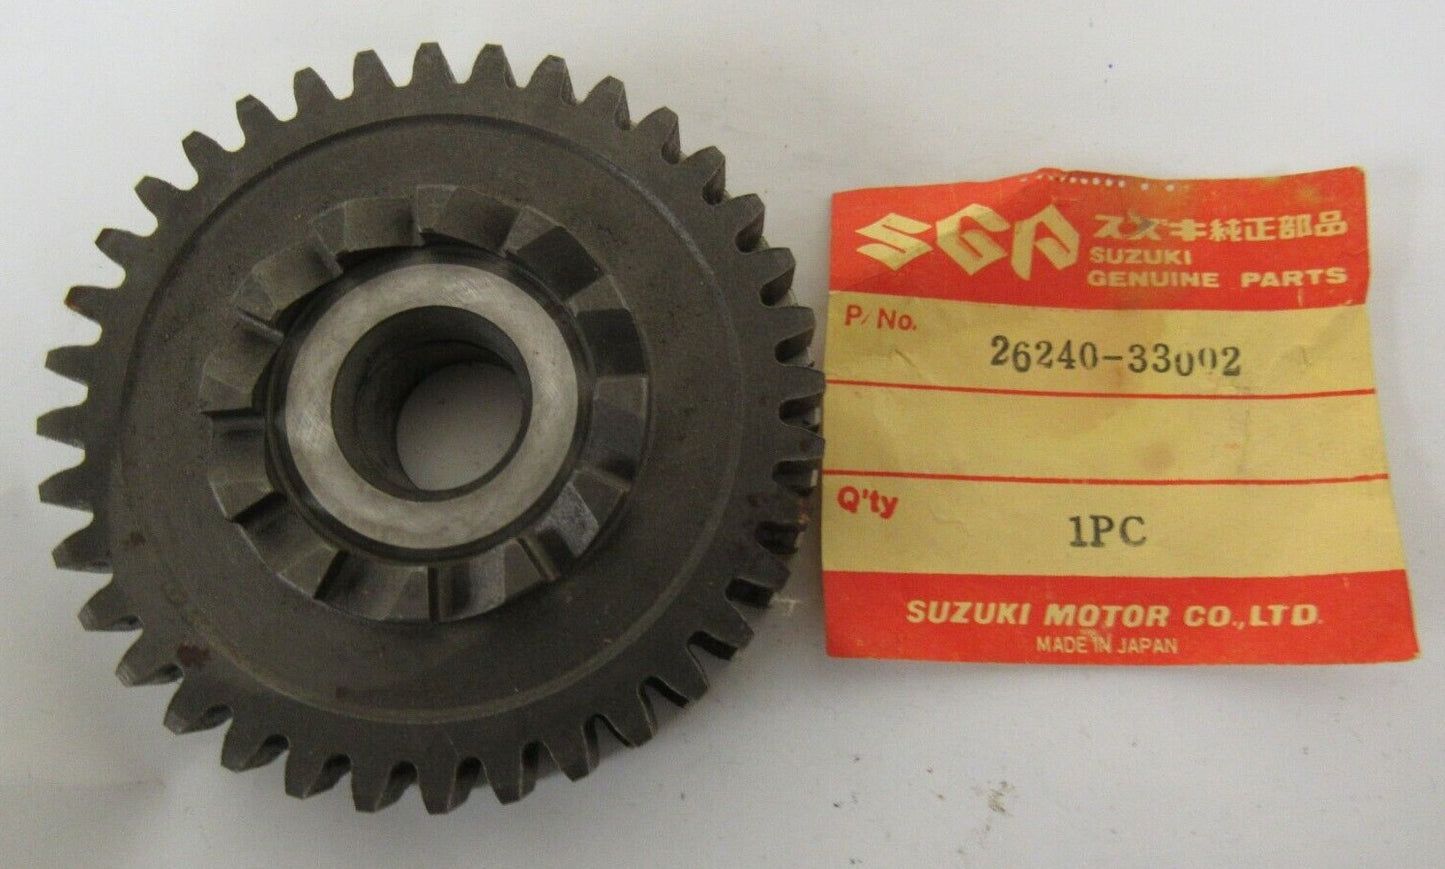 SGP スズキ純正部品
SUZUKI
GENUINE PARTS
P/No.
26240-33002
Q'ty
1PC
SUZUKI MOTOR CO.,LTD.
MADE IN JAPAN